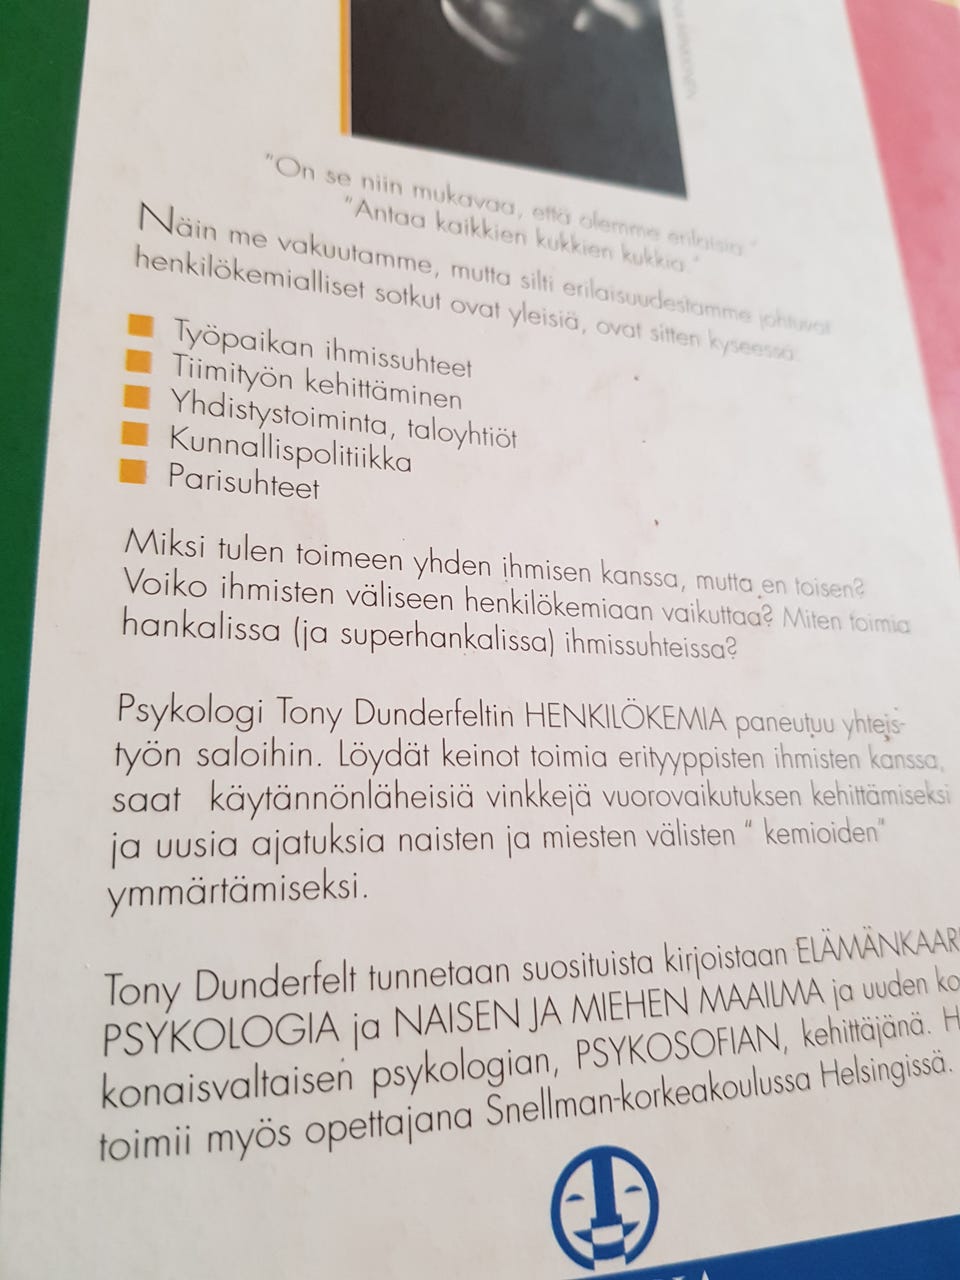 "On se niin mukavaa, että olemme erilaisia."
"Antaa kaikkien kukkien kukkia."
Näin me vakuutamme, mutta silti erilaisuudestamme johtuvat
henkilökemialliset sotkut ovat yleisiä, ovat sitten kyseessä:
Työpaikan ihmissuhteet
Tiimityön kehittäminen
Yhdistystoiminta, taloyhtiöt
Kunnallispolitiikka
Parisuhteet
Miksi tulen toimeen yhden ihmisen kanssa, mutta en toisen?
Voiko ihmisten väliseen henkilökemiaan vaikuttaa? Miten toimia
hankalissa (ja superhankalissa) ihmissuhteissa?
Psykologi Tony Dunderfeltin HENKILÖKEMIA paneutuu yhteis-
työn saloihin. Löydät keinot toimia erityyppisten ihmisten kanssa,
saat käytännönläheisiä vinkkejä vuorovaikutuksen kehittämiseksi
ja uusia ajatuksia naisten ja miesten välisten " kemioiden"
ymmärtämiseksi.
Tony Dunderfelt tunnetaan suosituista kirjoistaan ELÄMÄNKAAR
PSYKOLOGIA ja NAISEN JA MIEHEN MAAILMA ja uuden ko
konaisvaltaisen psykologian, PSYKOSOFIAN, kehittäjänä. H
toimii myös opettajana Snellman-korkeakoulussa Helsingissä.